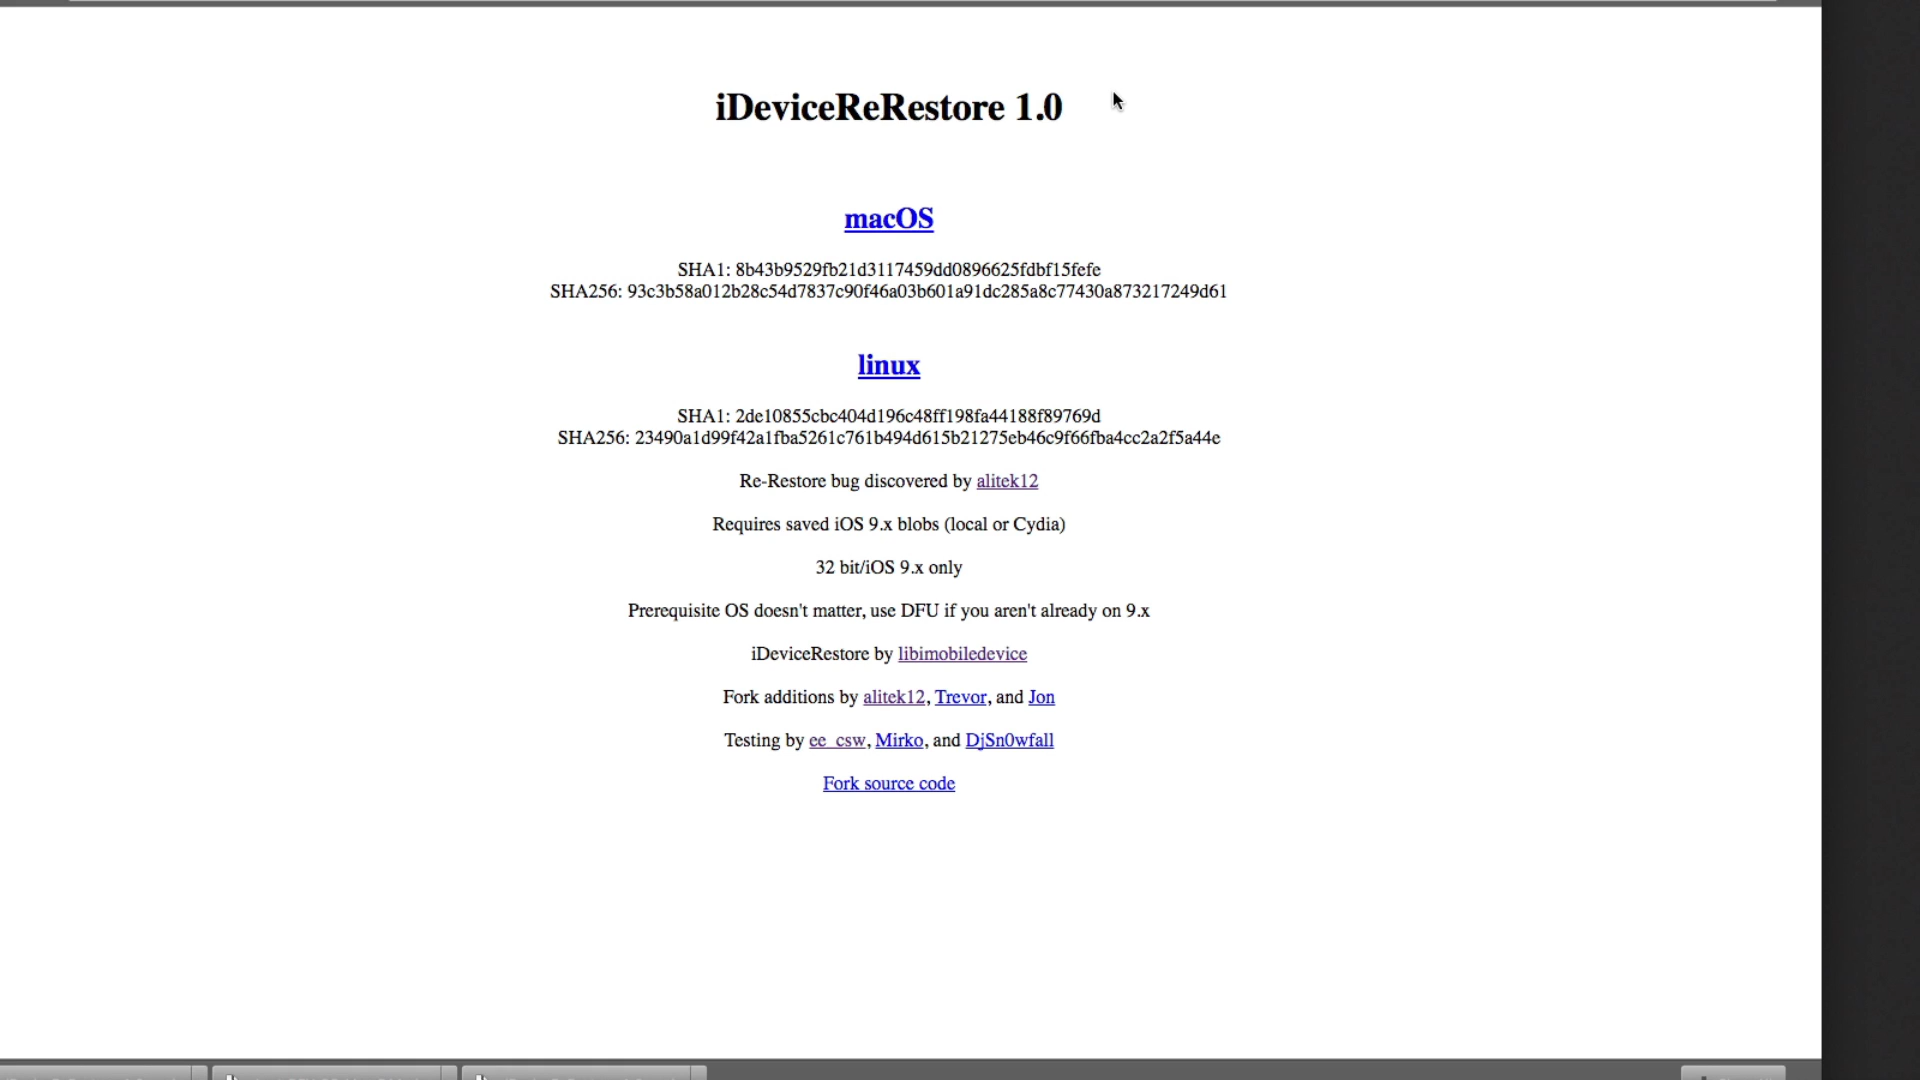 iDeviceReRestore 1.0
macOS
SHA1: 8b43b9529fb21d3117459dd0896625fdbf15fefe
SHA256: 93c3b58a012b28c54d7837c90f46a03b601a91dc285a8c77430a873217249d61
linux
SHA1: 2de10855cbc404d196c48ff198fa44188f89769d
SHA256: 23490a1d99f42a1fba5261c761b494d615b21275eb46c9f66fba4cc2a2f5a44e
Re-Restore bug discovered by alitek12
Requires saved iOS 9.x blobs (local or Cydia)
32 bit/iOS 9.x only
Prerequisite OS doesn't matter, use DFU if you aren't already on 9.x
iDeviceRestore by libimobiledevice
Fork additions by alitek12, Trevor, and Jon
Testing by ee_csw, Mirko, and DjSn0wfall
Fork source code